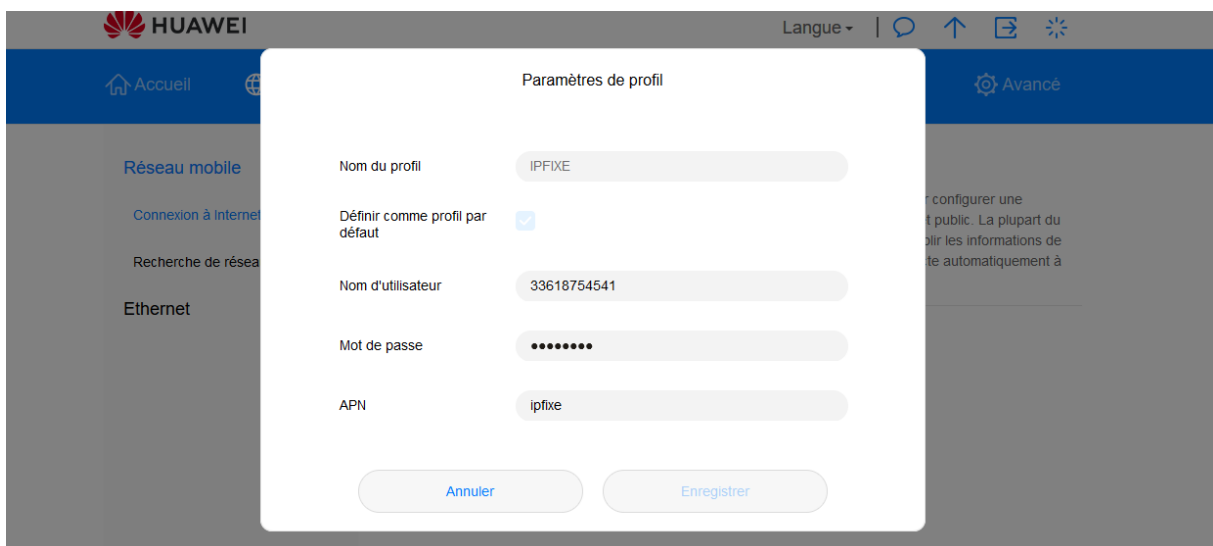 HUAWEI
Langue
Accueil
Avancé
Paramètres de profil
Réseau mobile
Connexion à Internet
Recherche de résea
Ethernet
Nom du profil
IPFIXE
Définir comme profil par
défaut
Nom d'utilisateur
33618754541
Mot de passe
••••••••
APN
ipfixe
Annuler
Enregistrer
configurer une
t public. La plupart du
plir les informations de
te automatiquement à